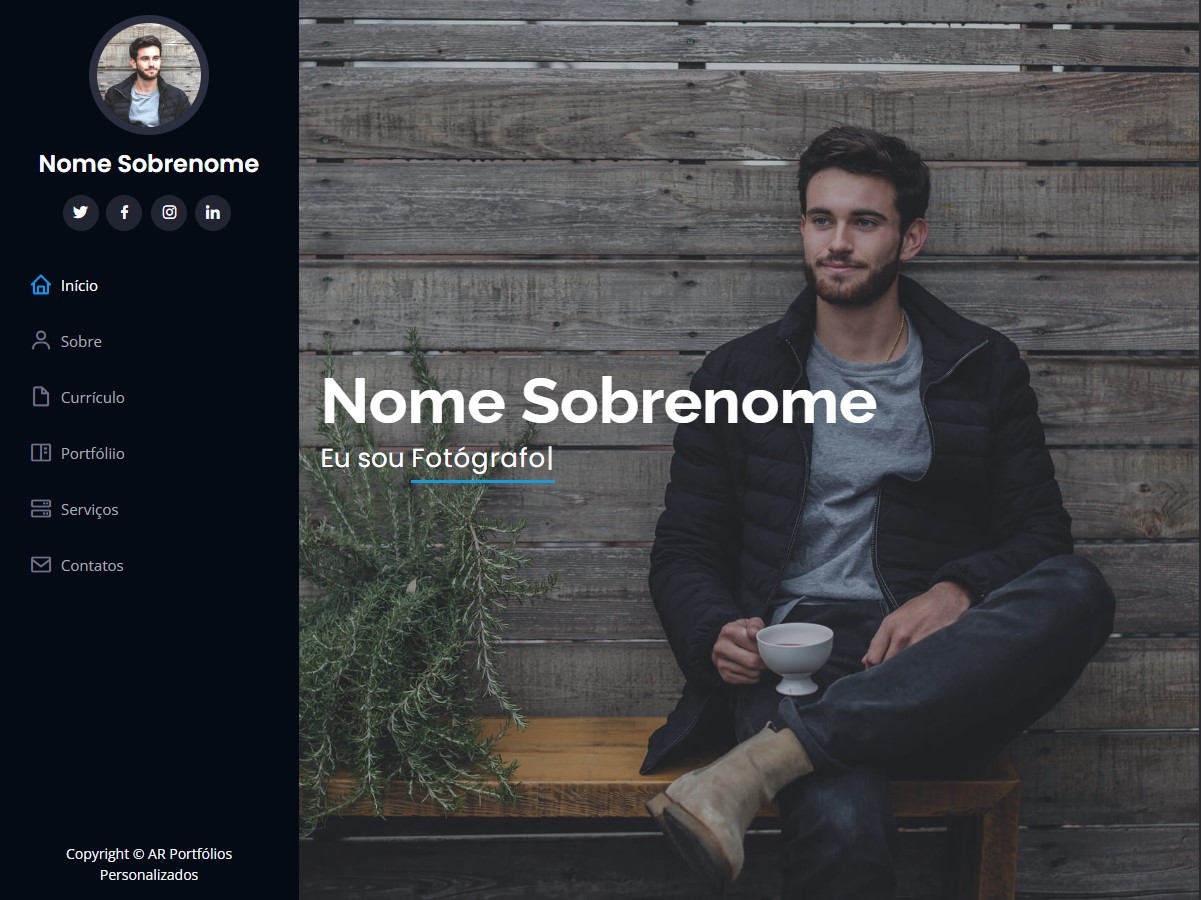 Nome Sobrenome
Início
Sobre
Currículo
Portfóliio
Serviços
Contatos
Copyright © AR Portfólios
Personalizados
Nome Sobrenome
Eu sou Fotógrafo|